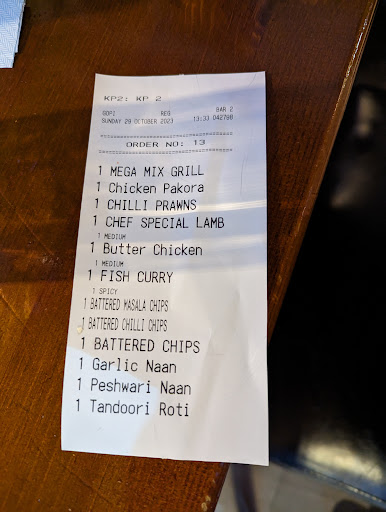 KP2: KP 2
GDPI REG BAR 2
SUNDAY 29 OCTOBER 2023 13:30 042798
ORDER NO: 13
1 MEGA MIX GRILL
1 Chicken Pakora
1 CHILLI PRAWNS
1 CHEF SPECIAL LAMB
1 MEDIUM
1 Butter Chicken
1 MEDIUM
1 FISH CURRY
1 SPICY
1 BATTERED MASALA CHIPS
1 BATTERED CHILLI CHIPS
1 BATTERED CHIPS
1 Garlic Naan
1 Peshwari Naan
1 Tandoori Roti